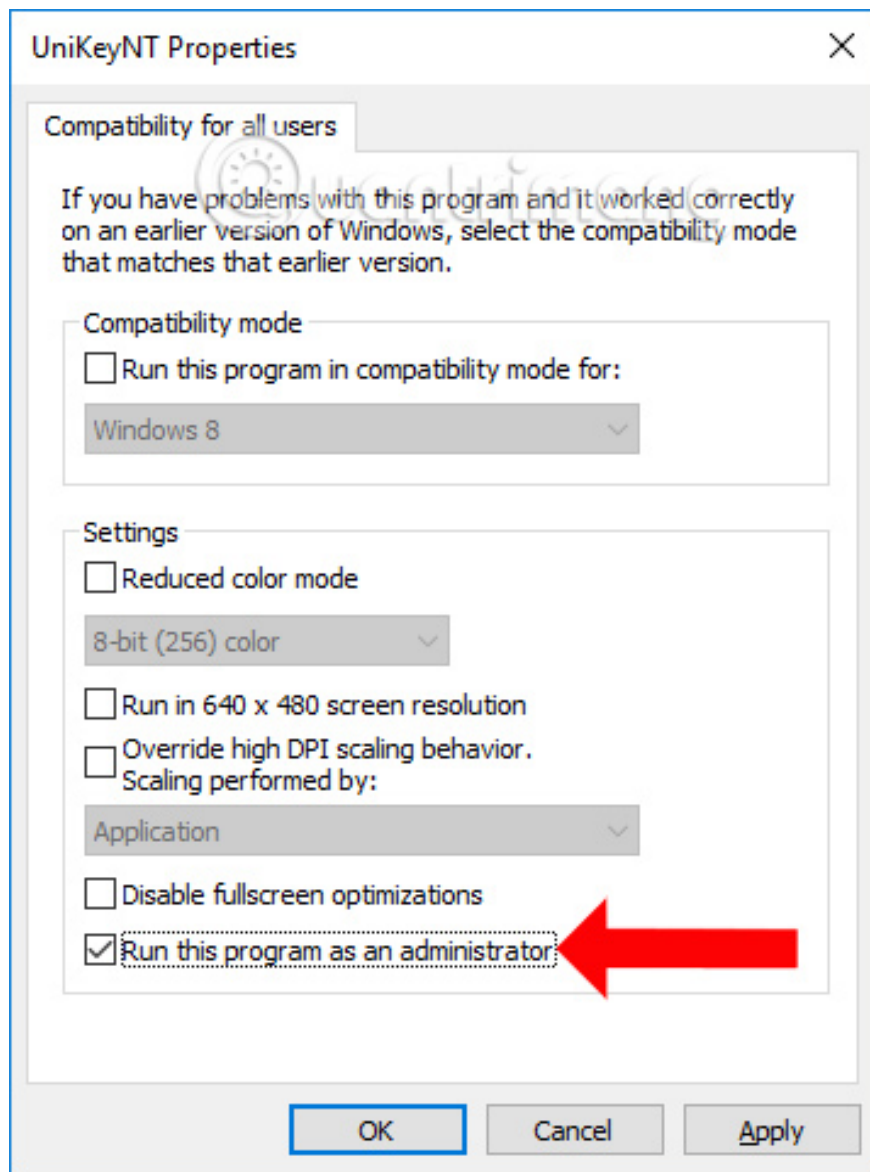 UniKeyNT Properties
Compatibility for all users
Quantrimang
If you have problems with this program and it worked correctly
on an earlier version of Windows, select the compatibility mode
that matches that earlier version.
Compatibility mode
Run this program in compatibility mode for:
Windows 8
Settings
Reduced color mode
8-bit (256) color
Run in 640 x 480 screen resolution
Override high DPI scaling behavior.
Scaling performed by:
Application
Disable fullscreen optimizations
Run this program as an administrator
OK Cancel Apply